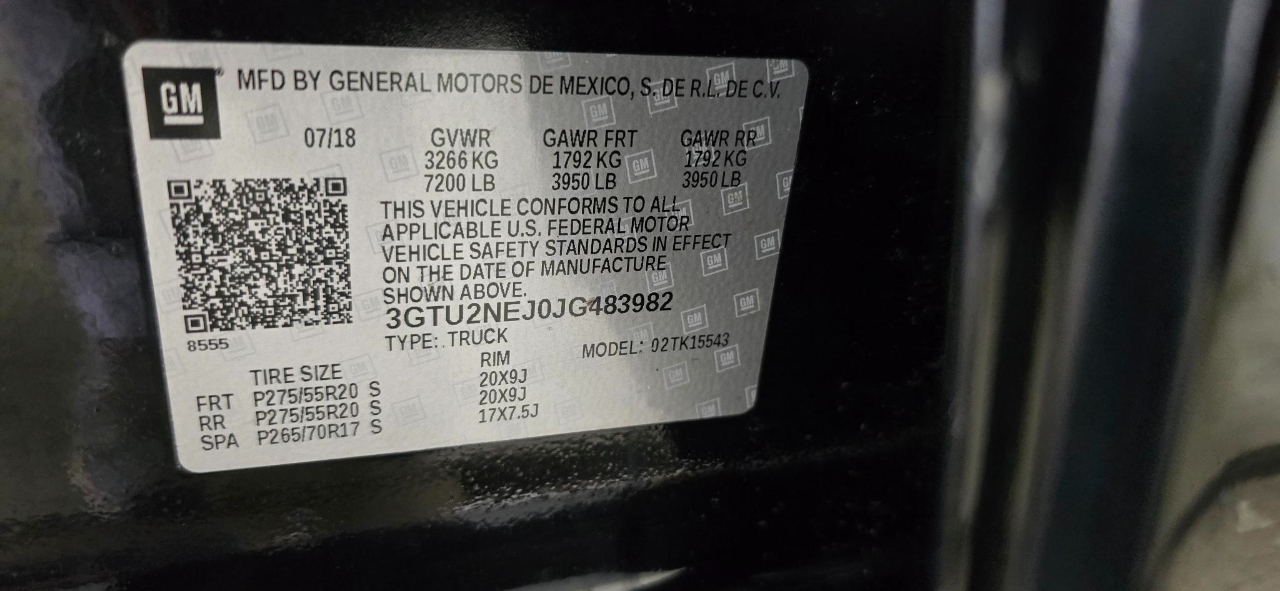 GM
MFD BY GENERAL MOTORS DE MEXICO, S. DE R.L. DE C.V.
07/18 GVWR GAWR FRT GAWR RR
3266 KG 1792 KG 1792 KG
7200 LB 3950 LB 3950 LB
THIS VEHICLE CONFORMS TO ALL
APPLICABLE U.S. FEDERAL MOTOR
VEHICLE SAFETY STANDARDS IN EFFECT
ON THE DATE OF MANUFACTURE
SHOWN ABOVE.
3GTU2NEJ0JG483982
8555 TYPE: TRUCK MODEL: 02TK15543
TIRE SIZE RIM
FRT P275/55R20 S 20X9J
RR P275/55R20 S 20X9J
SPA P265/70R17 S 17X7.5J